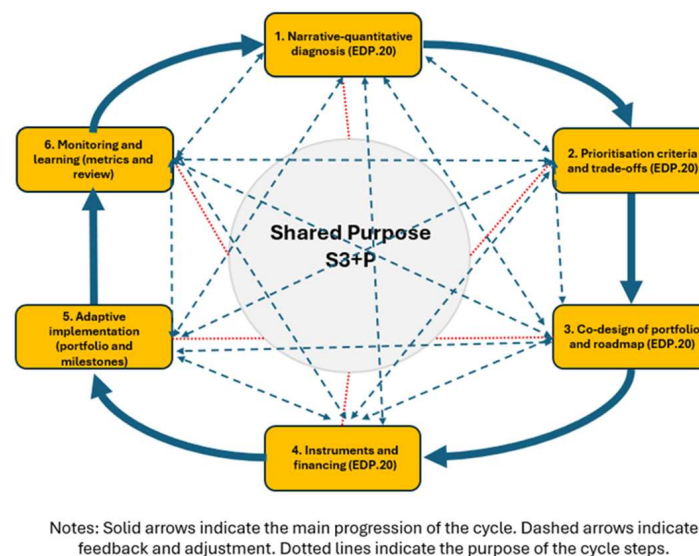 1. Narrative-quantitative
diagnosis (EDP.20)
2. Prioritisation criteria
and trade-offs (EDP.20)
3. Co-design of portfolio
and roadmap (EDP.20)
4. Instruments and
financing (EDP.20)
5. Adaptive
implementation
(portfolio and
milestones)
6. Monitoring and
learning (metrics and
review)
Shared Purpose
S3+P
Notes: Solid arrows indicate the main progression of the cycle. Dashed arrows indicate
feedback and adjustment. Dotted lines indicate the purpose of the cycle steps.